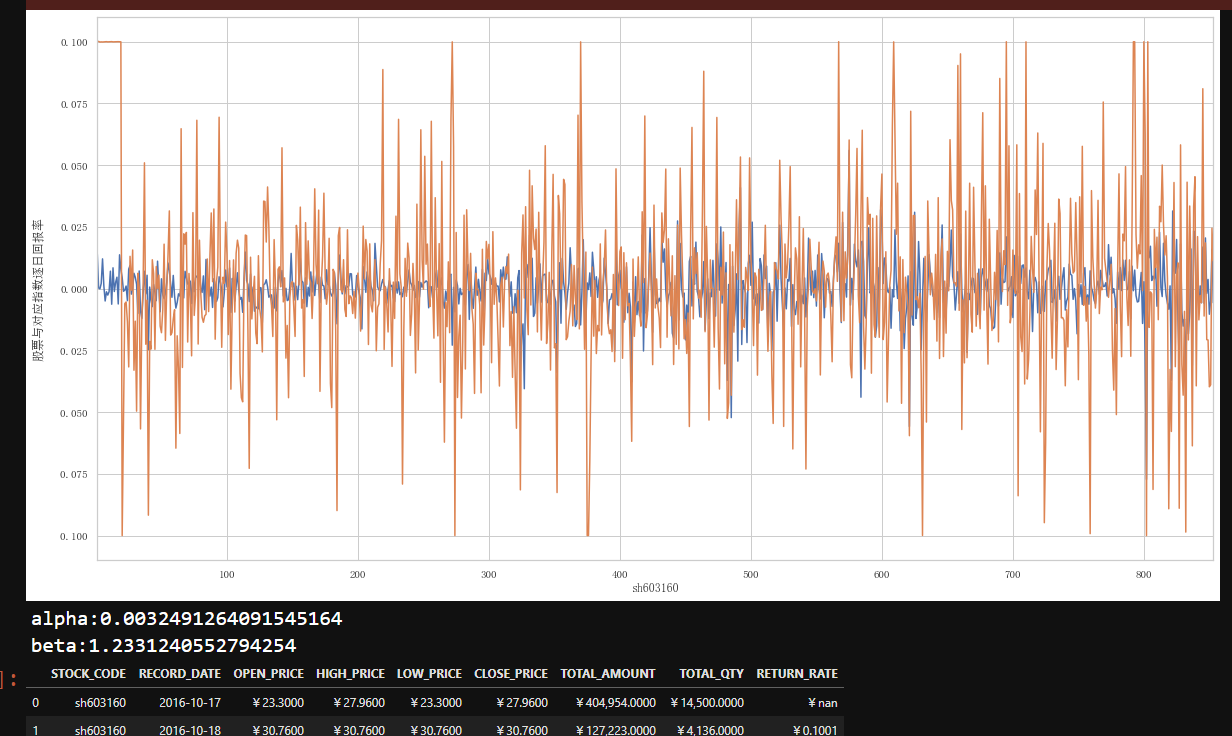 0.100
0.075
0.050
0.025
0.000
0.025
0.050
0.075
0.100
股票与对应指数逐日回报率
100 200 300 400 500 600 700 800
sh603160
alpha:0.0032491264091545164
beta:1.2331240552794254
]:
STOCK_CODE RECORD_DATE OPEN_PRICE HIGH_PRICE LOW_PRICE CLOSE_PRICE TOTAL_AMOUNT TOTAL_QTY RETURN_RATE
0 sh603160 2016-10-17 ¥23.3000 ¥27.9600 ¥23.3000 ¥27.9600 ¥404,954.0000 ¥14,500.0000 ¥nan
1 sh603160 2016-10-18 ¥30.7600 ¥30.7600 ¥30.7600 ¥30.7600 ¥127,223.0000 ¥4,136.0000 ¥0.1001